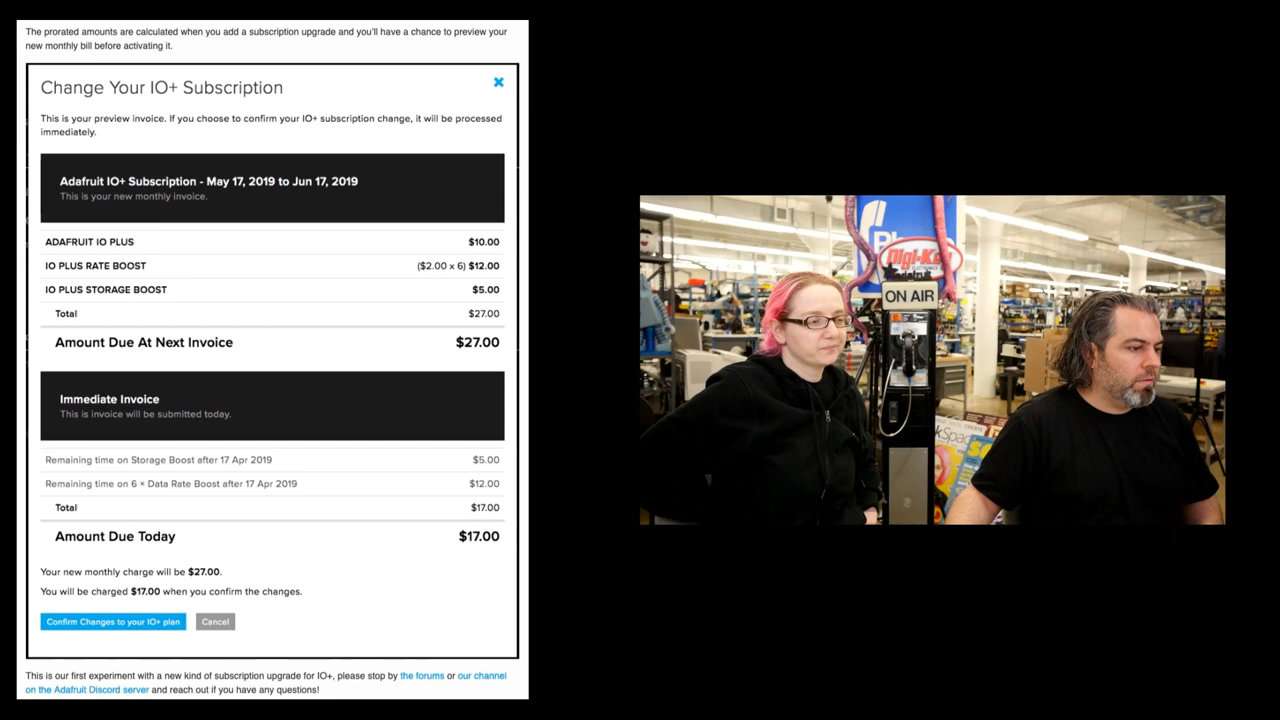 The prorated amounts are calculated when you add a subscription upgrade and you'll have a chance to preview your
new monthly bill before activating it.
Change Your IO+ Subscription
This is your preview invoice. If you choose to confirm your IO+ subscription change, it will be processed
immediately.
Adafruit IO+ Subscription - May 17, 2019 to Jun 17, 2019
This is your new monthly invoice.
ADAFRUIT IO PLUS $10.00
IO PLUS RATE BOOST ($2.00 x 6) $12.00
IO PLUS STORAGE BOOST $5.00
Total $27.00
Amount Due At Next Invoice $27.00
Immediate Invoice
This is invoice will be submitted today.
Remaining time on Storage Boost after 17 Apr 2019 $5.00
Remaining time on 6 × Data Rate Boost after 17 Apr 2019 $12.00
Total $17.00
Amount Due Today $17.00
Your new monthly charge will be $27.00.
You will be charged $17.00 when you confirm the changes.
Confirm Changes to your IO+ plan Cancel
This is our first experiment with a new kind of subscription upgrade for IO+, please stop by the forums or our channel
on the Adafruit Discord server and reach out if you have any questions!
Digi-Key
ON AIR